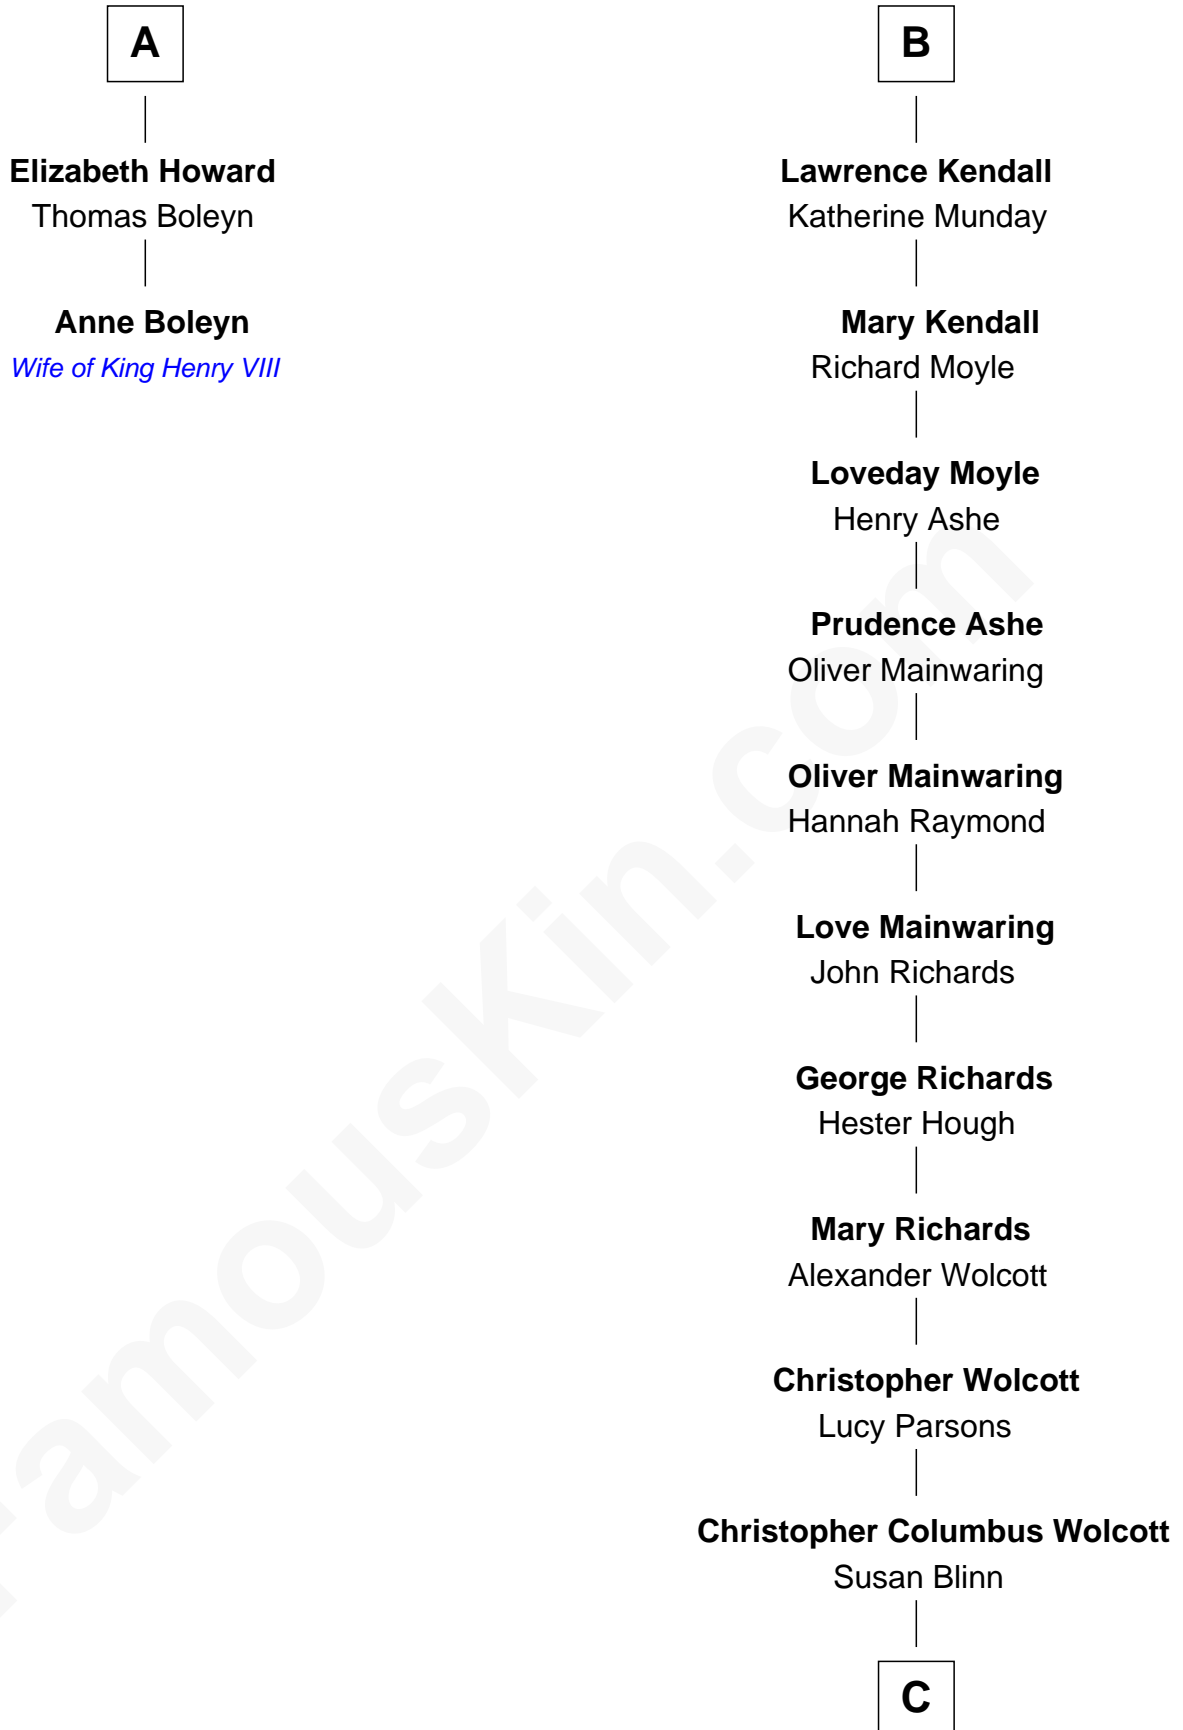 A
Elizabeth Howard
Thomas Boleyn
Anne Boleyn
Wife of King Henry VIII
B
Lawrence Kendall
Katherine Munday
Mary Kendall
Richard Moyle
Loveday Moyle
Henry Ashe
Prudence Ashe
Oliver Mainwaring
Oliver Mainwaring
Hannah Raymond
Love Mainwaring
John Richards
George Richards
Hester Hough
Mary Richards
Alexander Wolcott
Christopher Wolcott
Lucy Parsons
Christopher Columbus Wolcott
Susan Blinn
C
FamousKin.com